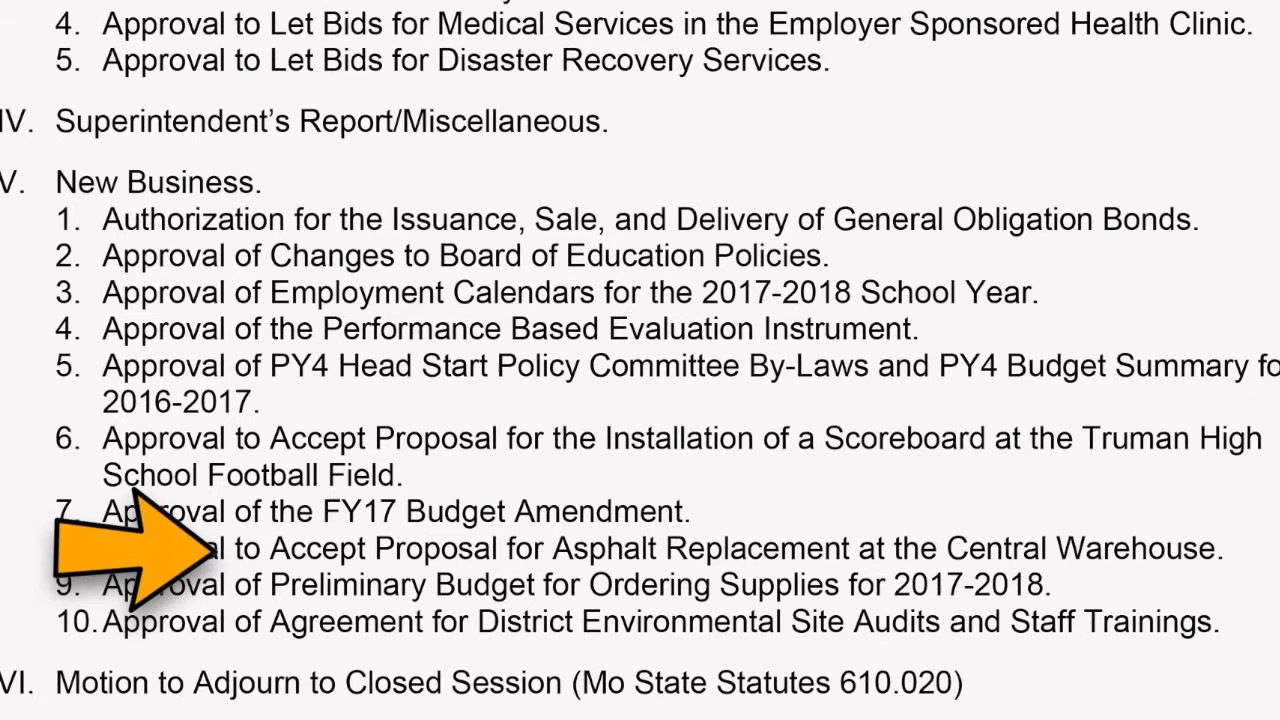 4. Approval to Let Bids for Medical Services in the Employer Sponsored Health Clinic.
5. Approval to Let Bids for Disaster Recovery Services.
IV. Superintendent's Report/Miscellaneous.
V. New Business.
1. Authorization for the Issuance, Sale, and Delivery of General Obligation Bonds.
2. Approval of Changes to Board of Education Policies.
3. Approval of Employment Calendars for the 2017-2018 School Year.
4. Approval of the Performance Based Evaluation Instrument.
5. Approval of PY4 Head Start Policy Committee By-Laws and PY4 Budget Summary fo
2016-2017.
6. Approval to Accept Proposal for the Installation of a Scoreboard at the Truman High
School Football Field.
7. Approval of the FY17 Budget Amendment.
to Accept Proposal for Asphalt Replacement at the Central Warehouse.
9. Approval of Preliminary Budget for Ordering Supplies for 2017-2018.
10. Approval of Agreement for District Environmental Site Audits and Staff Trainings.
VI. Motion to Adjourn to Closed Session (Mo State Statutes 610.020)